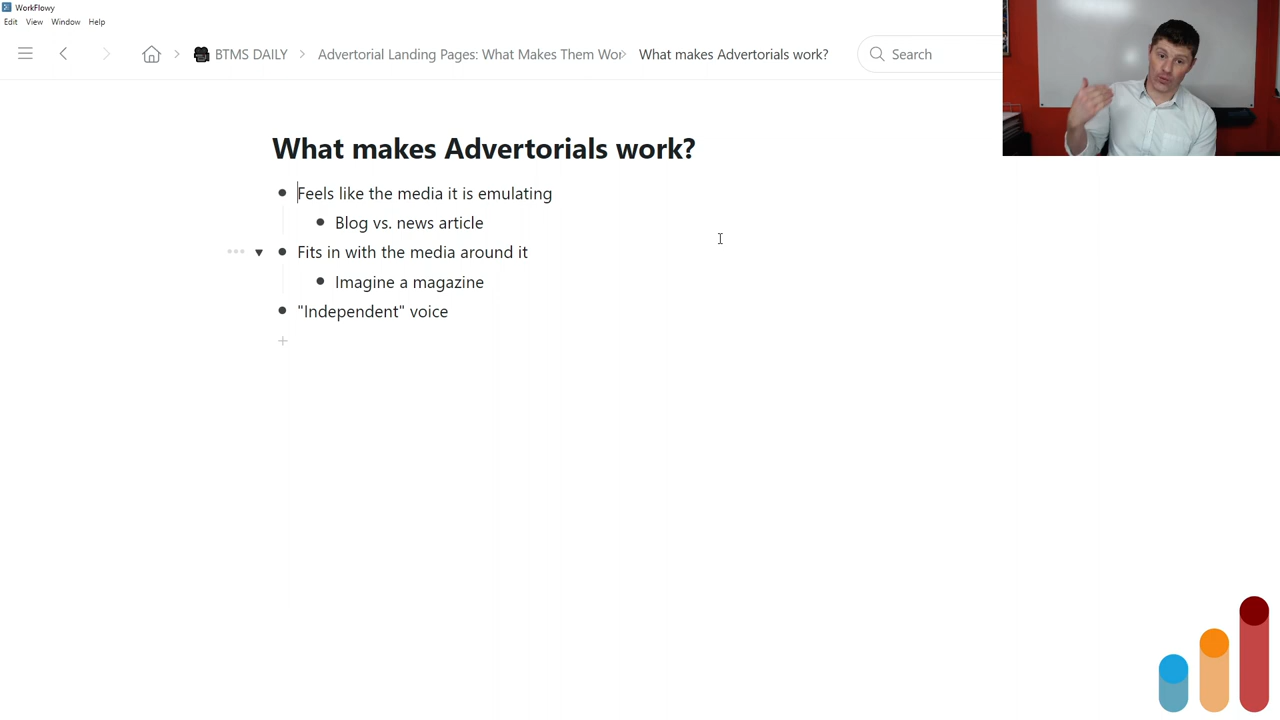 WorkFlowy
Edit View Window Help
BTMS DAILY > Advertorial Landing Pages: What Makes Them Wor > What makes Advertorials work?
Search
What makes Advertorials work?
Feels like the media it is emulating
Blog vs. news article
Fits in with the media around it
Imagine a magazine
"Independent" voice